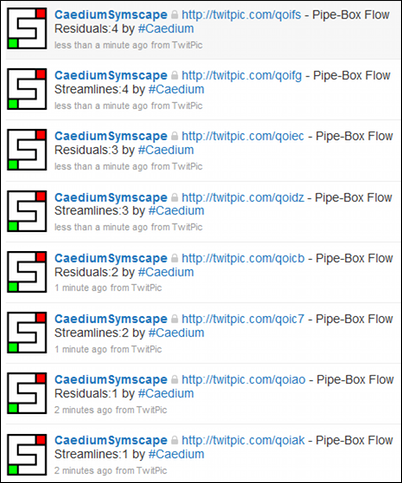 CaediumSymscape http://twitpic.com/qoifs - Pipe-Box Flow
Residuals:4 by #Caedium
less than a minute ago from TwitPic
CaediumSymscape http://twitpic.com/qoifg - Pipe-Box Flow
Streamlines:4 by #Caedium
less than a minute ago from TwitPic
CaediumSymscape http://twitpic.com/qoiec - Pipe-Box Flow
Residuals:3 by #Caedium
less than a minute ago from TwitPic
CaediumSymscape http://twitpic.com/qoidz - Pipe-Box Flow
Streamlines:3 by #Caedium
less than a minute ago from TwitPic
CaediumSymscape http://twitpic.com/qoicb - Pipe-Box Flow
Residuals:2 by #Caedium
1 minute ago from TwitPic
CaediumSymscape http://twitpic.com/qoic7 - Pipe-Box Flow
Streamlines:2 by #Caedium
1 minute ago from TwitPic
CaediumSymscape http://twitpic.com/qoiao - Pipe-Box Flow
Residuals:1 by #Caedium
2 minutes ago from TwitPic
CaediumSymscape http://twitpic.com/qoiak - Pipe-Box Flow
Streamlines:1 by #Caedium
2 minutes ago from TwitPic